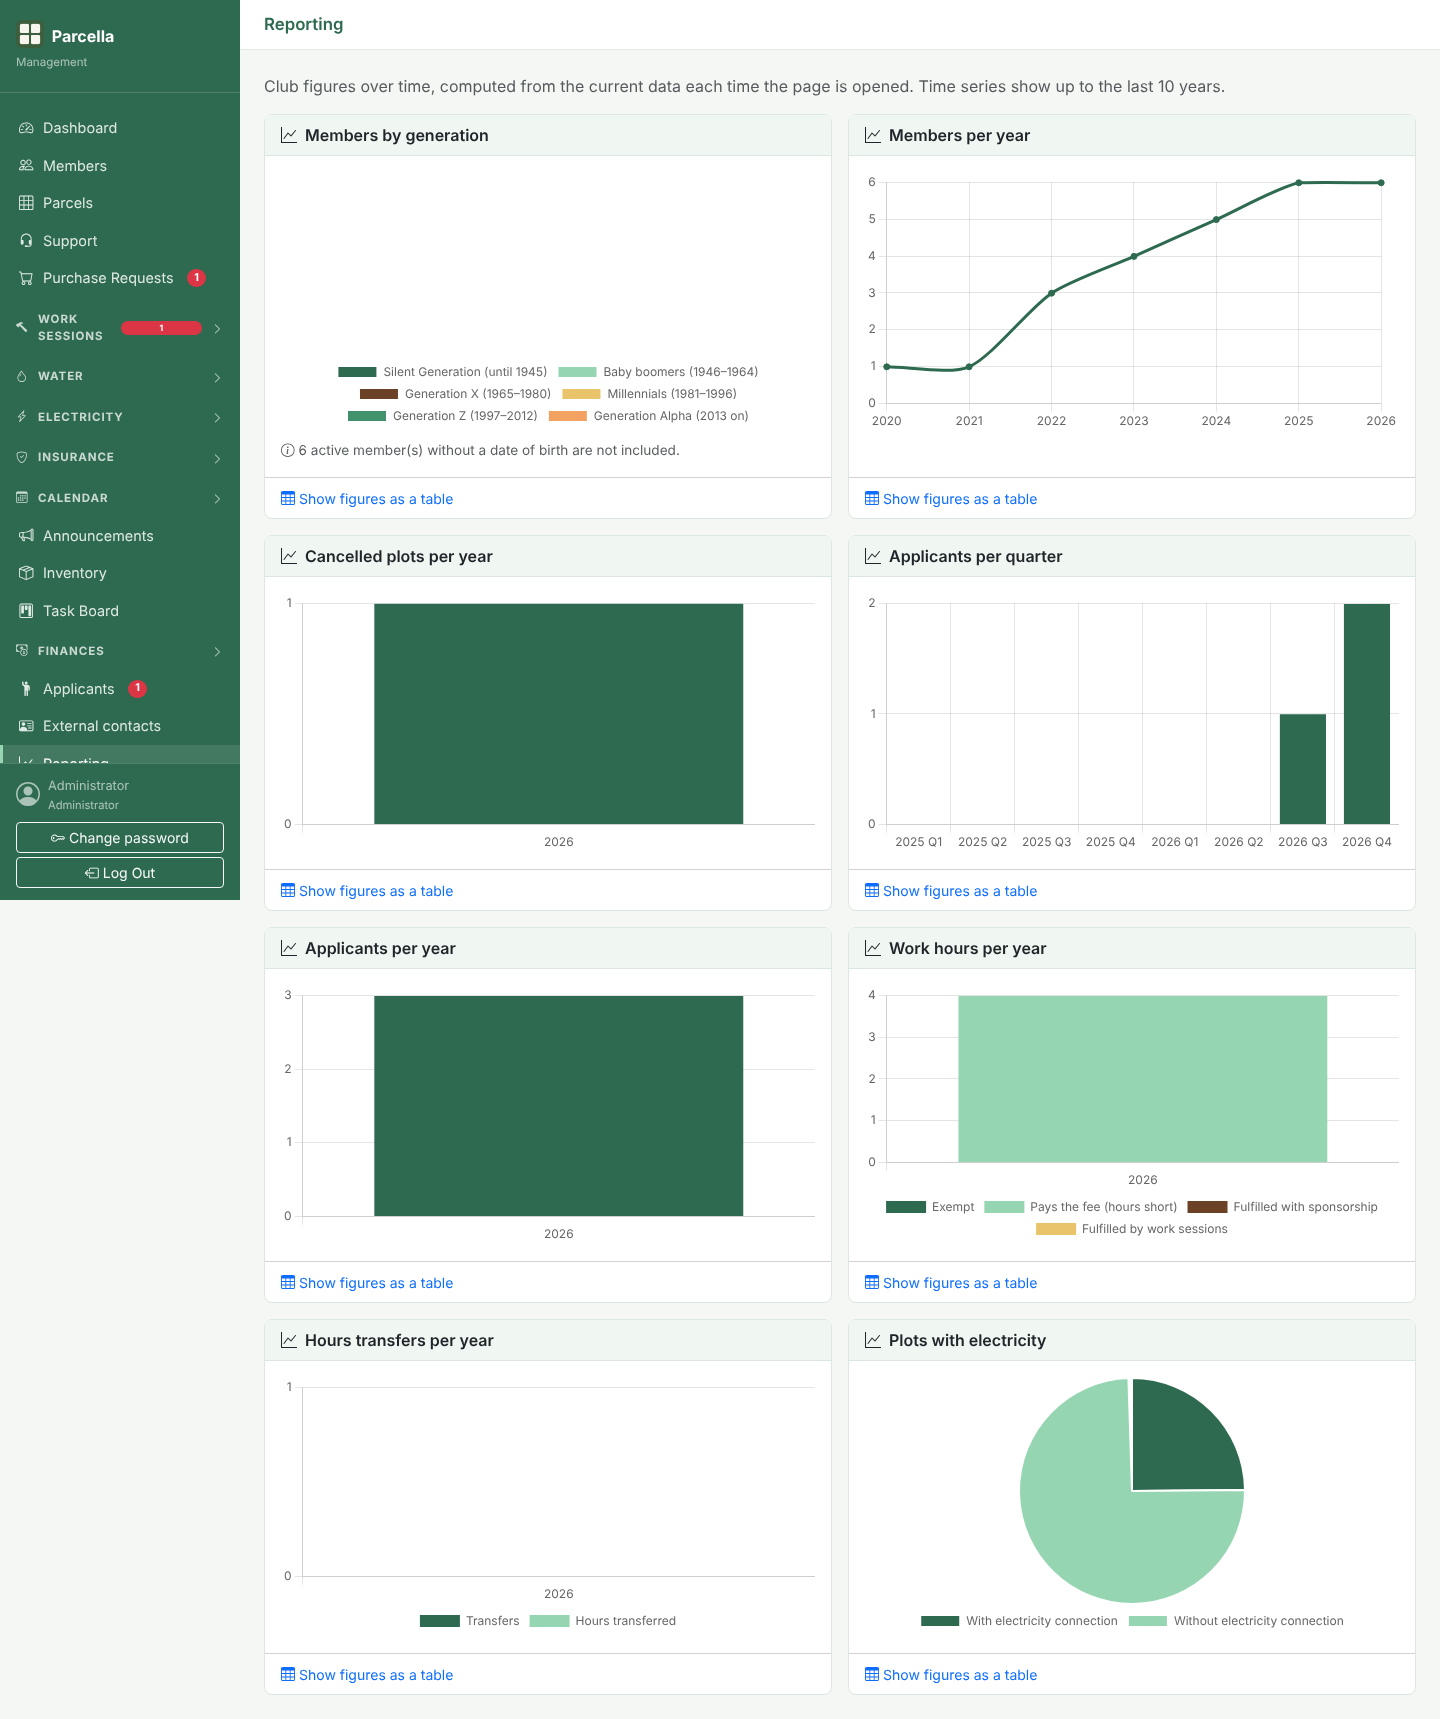 Parcella
Management
Dashboard
Members
Parcels
Support
Purchase Requests 1
WORK SESSIONS 1
WATER
ELECTRICITY
INSURANCE
CALENDAR
Announcements
Inventory
Task Board
FINANCES
Applicants 1
External contacts
Reporting
Administrator
Administrator
Change password
Log Out
Reporting
Club figures over time, computed from the current data each time the page is opened. Time series show up to the last 10 years.
Members by generation
Silent Generation (until 1945) Baby boomers (1946–1964)
Generation X (1965–1980) Millennials (1981–1996)
Generation Z (1997–2012) Generation Alpha (2013 on)
6 active member(s) without a date of birth are not included.
Show figures as a table
Members per year
6
5
4
3
2
1
0
2020 2021 2022 2023 2024 2025 2026
Show figures as a table
Cancelled plots per year
1
0
2026
Show figures as a table
Applicants per quarter
2
1
0
2025 Q1 2025 Q2 2025 Q3 2025 Q4 2026 Q1 2026 Q2 2026 Q3 2026 Q4
Show figures as a table
Applicants per year
3
2
1
0
2026
Show figures as a table
Work hours per year
4
3
2
1
0
2026
Exempt Pays the fee (hours short) Fulfilled with sponsorship
Fulfilled by work sessions
Show figures as a table
Hours transfers per year
1
0
2026
Transfers Hours transferred
Show figures as a table
Plots with electricity
With electricity connection Without electricity connection
Show figures as a table